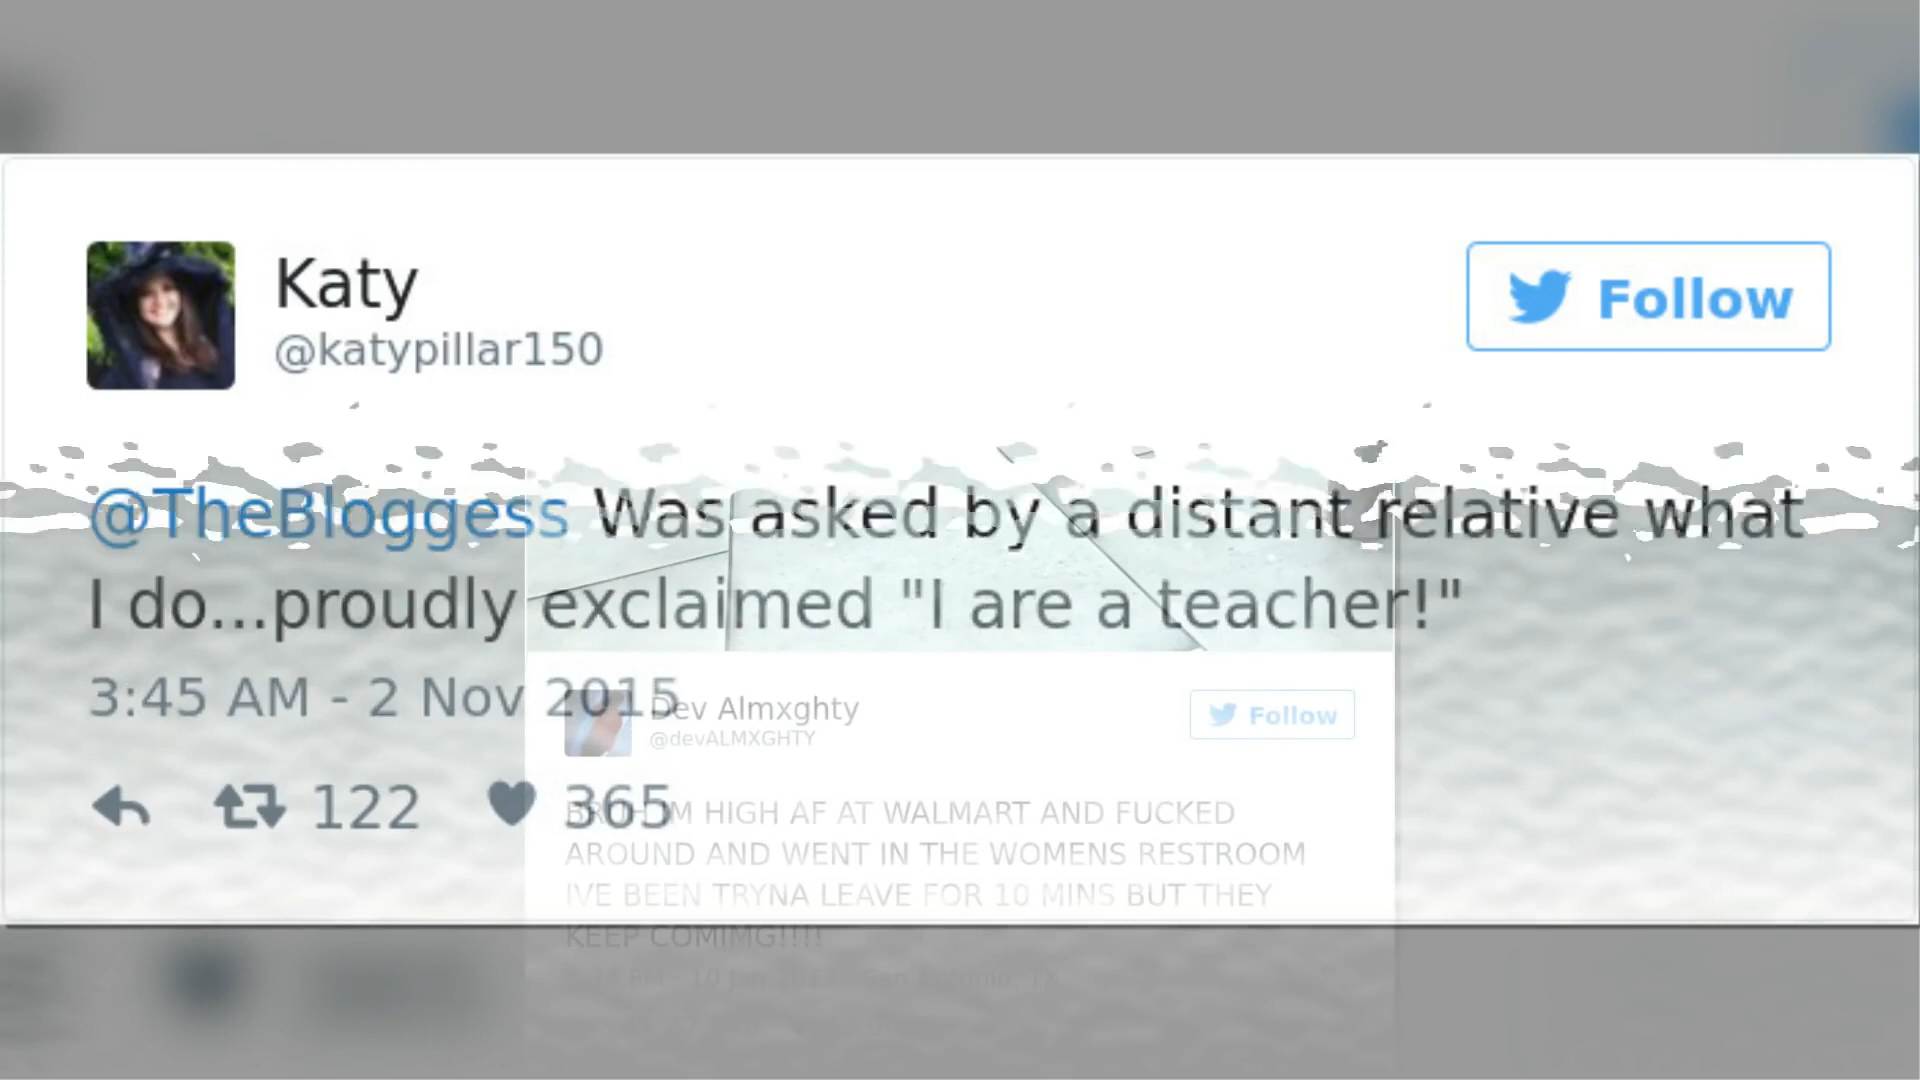 Katy
@katypillar150
Follow
@TheBloggess Was asked by a distant relative what
I do...proudly exclaimed "I are a teacher!"
3:45 AM - 2 Nov 2015
122 365
Dev Almxghty
@devALMXGHTY
Follow
BRUH IM HIGH AF AT WALMART AND FUCKED
AROUND AND WENT IN THE WOMENS RESTROOM
IVE BEEN TRYNA LEAVE FOR 10 MINS BUT THEY
KEEP COMIMG!!!!